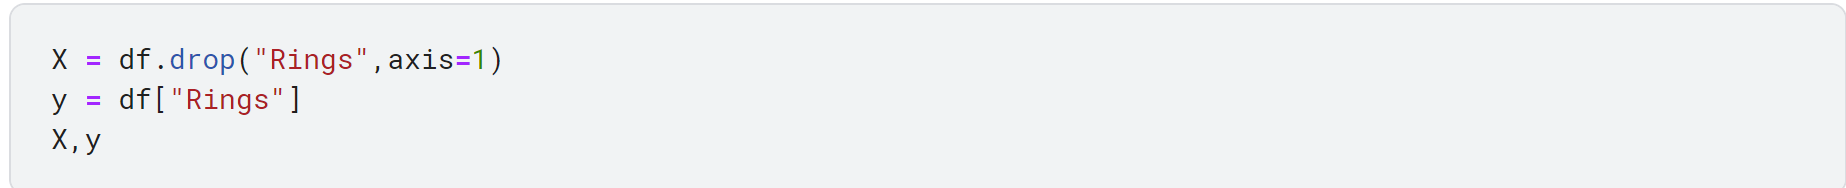 X = df.drop("Rings",axis=1)
y = df["Rings"]
X,y